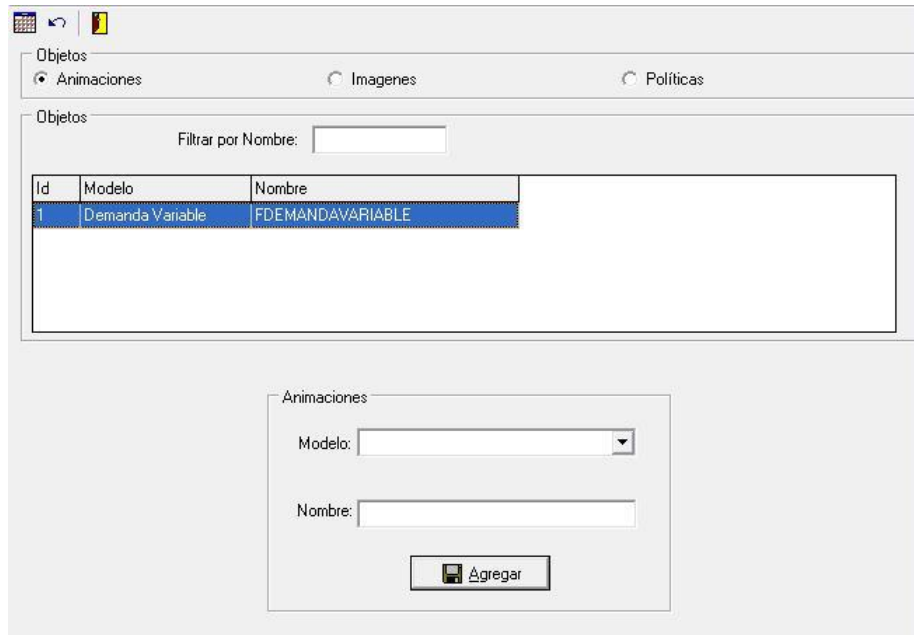 Objetos
Animaciones Imagenes Políticas
Objetos
Filtrar por Nombre:
Id Modelo Nombre
1 Demanda Variable FDEMANDAVARIABLE
Animaciones
Modelo:
Nombre:
Agregar